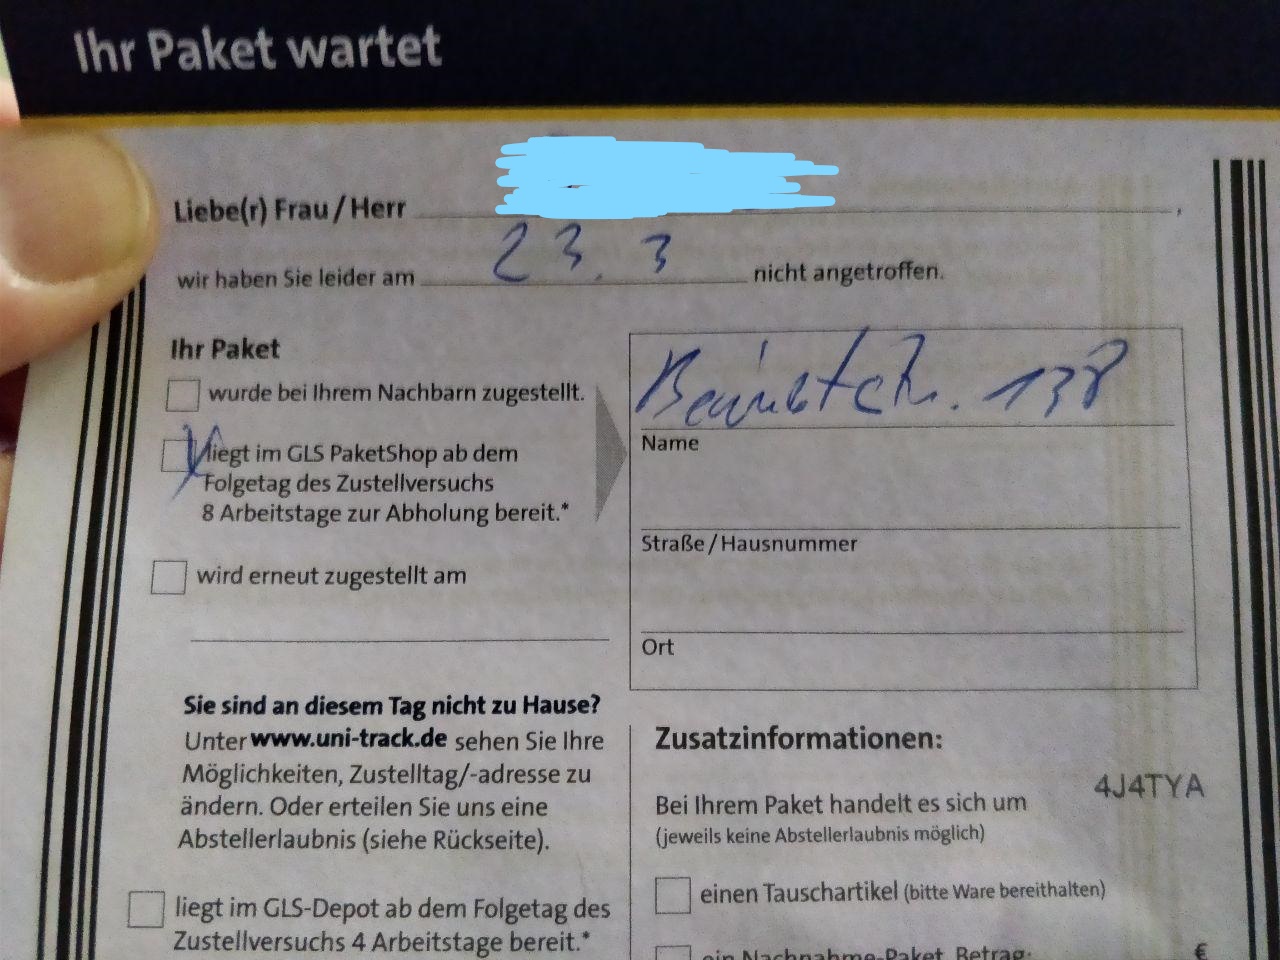 Ihr Paket wartet
Liebe(r) Frau / Herr ,
wir haben Sie leider am 23.3 nicht angetroffen.
Ihr Paket
wurde bei Ihrem Nachbarn zugestellt.
liegt im GLS PaketShop ab dem
Folgetag des Zustellversuchs
8 Arbeitstage zur Abholung bereit.*
wird erneut zugestellt am
138
Name
Straße / Hausnummer
Ort
Sie sind an diesem Tag nicht zu Hause?
Unter www.uni-track.de sehen Sie Ihre
Möglichkeiten, Zustelltag/-adresse zu
ändern. Oder erteilen Sie uns eine
Abstellerlaubnis (siehe Rückseite).
liegt im GLS-Depot ab dem Folgetag des
Zustellversuchs 4 Arbeitstage bereit.*
Zusatzinformationen:
4J4TYA
Bei Ihrem Paket handelt es sich um
(jeweils keine Abstellerlaubnis möglich)
einen Tauschartikel (bitte Ware bereithalten)
ein Nachnahme-Paket, Betrag: €